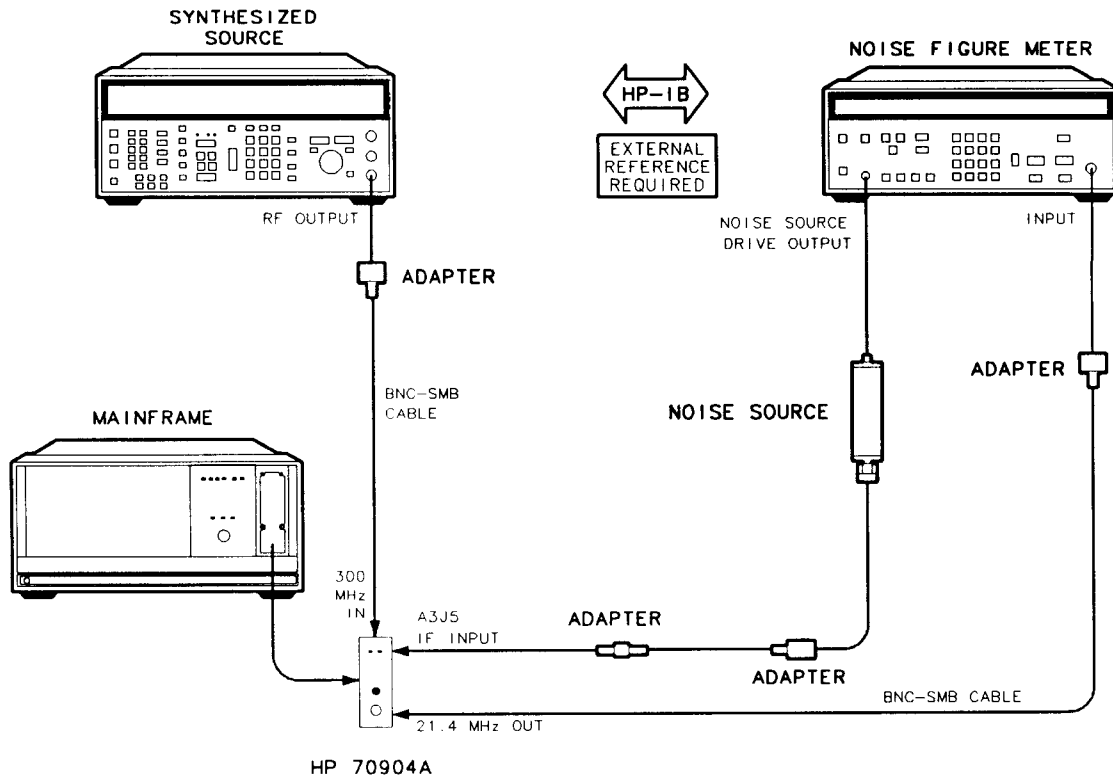 SYNTHESIZED
SOURCE
NOISE FIGURE METER
HP-IB
EXTERNAL
REFERENCE
REQUIRED
RF OUTPUT
NOISE SOURCE
DRIVE OUTPUT
INPUT
ADAPTER
ADAPTER
BNC-SMB
CABLE
NOISE SOURCE
MAINFRAME
300
MHz
IN
A3J5
IF INPUT
ADAPTER
ADAPTER
BNC-SMB CABLE
21.4 MHz OUT
HP 70904A